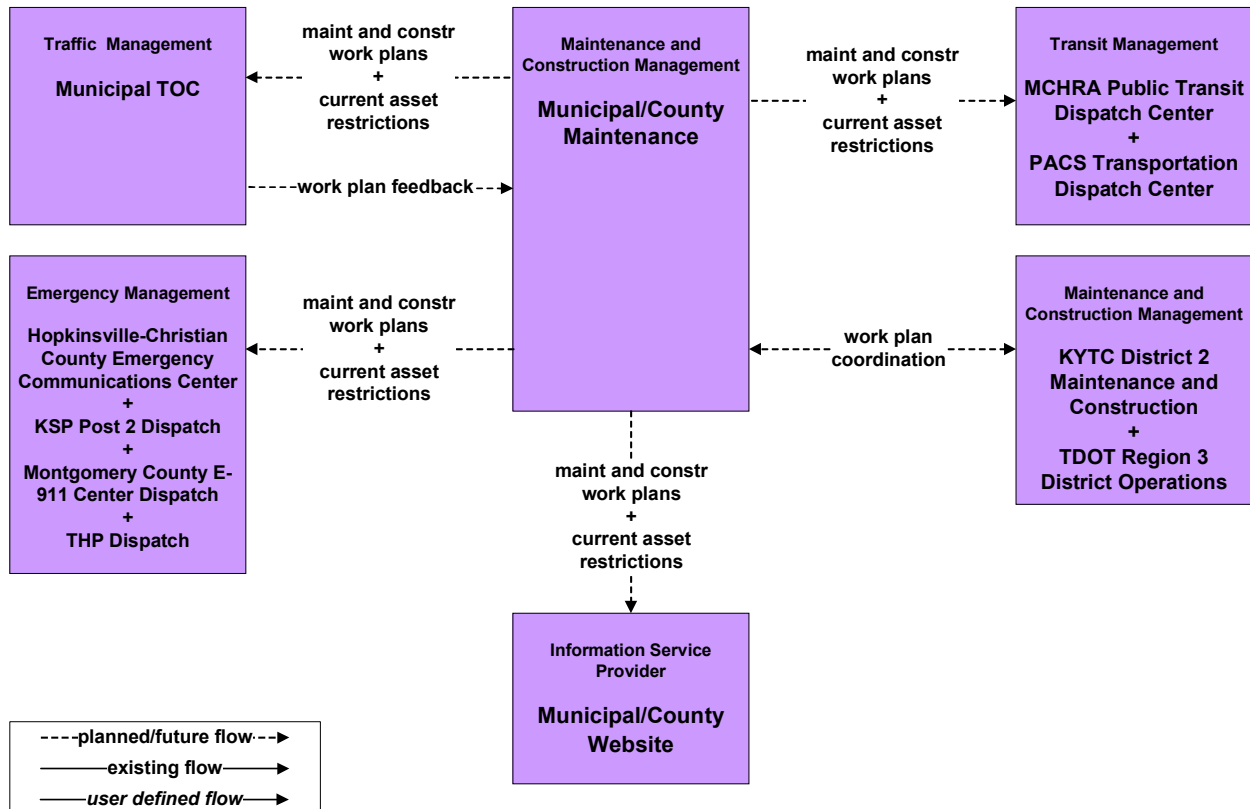 Traffic Management
Municipal TOC
maint and constr
work plans
+
current asset
restrictions
work plan feedback
Maintenance and
Construction Management
Municipal/County
Maintenance
maint and constr
work plans
+
current asset
restrictions
Transit Management
MCHRA Public Transit
Dispatch Center
+
PACS Transportation
Dispatch Center
Emergency Management
Hopkinsville-Christian
County Emergency
Communications Center
+
KSP Post 2 Dispatch
+
Montgomery County E-
911 Center Dispatch
+
THP Dispatch
maint and constr
work plans
+
current asset
restrictions
work plan
coordination
Maintenance and
Construction Management
KYTC District 2
Maintenance and
Construction
+
TDOT Region 3
District Operations
maint and constr
work plans
+
current asset
restrictions
Information Service
Provider
Municipal/County
Website
planned/future flow
existing flow
user defined flow